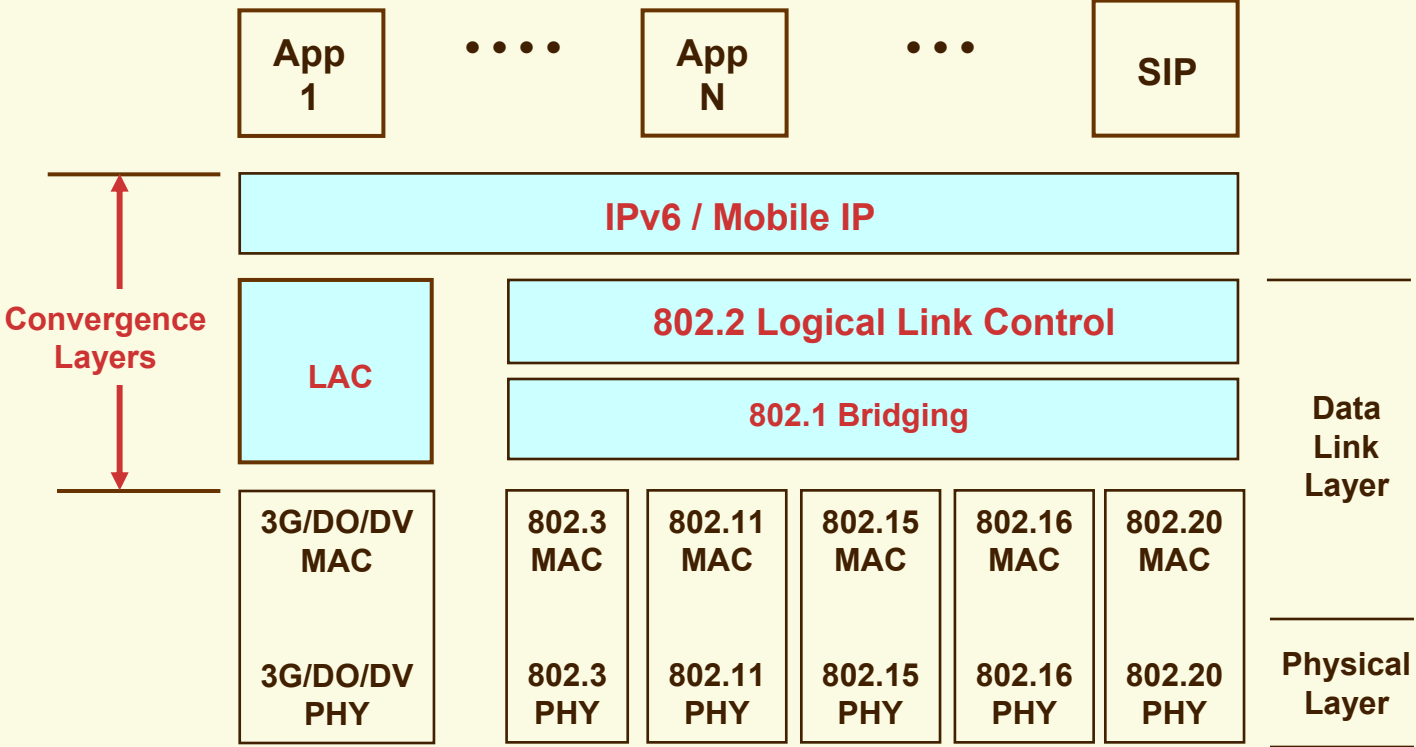 App
1
• • • •
App
N
• • •
SIP
IPv6 / Mobile IP
Convergence
Layers
LAC
802.2 Logical Link Control
802.1 Bridging
Data
Link
Layer
3G/DO/DV
MAC
802.3
MAC
802.11
MAC
802.15
MAC
802.16
MAC
802.20
MAC
3G/DO/DV
PHY
802.3
PHY
802.11
PHY
802.15
PHY
802.16
PHY
802.20
PHY
Physical
Layer